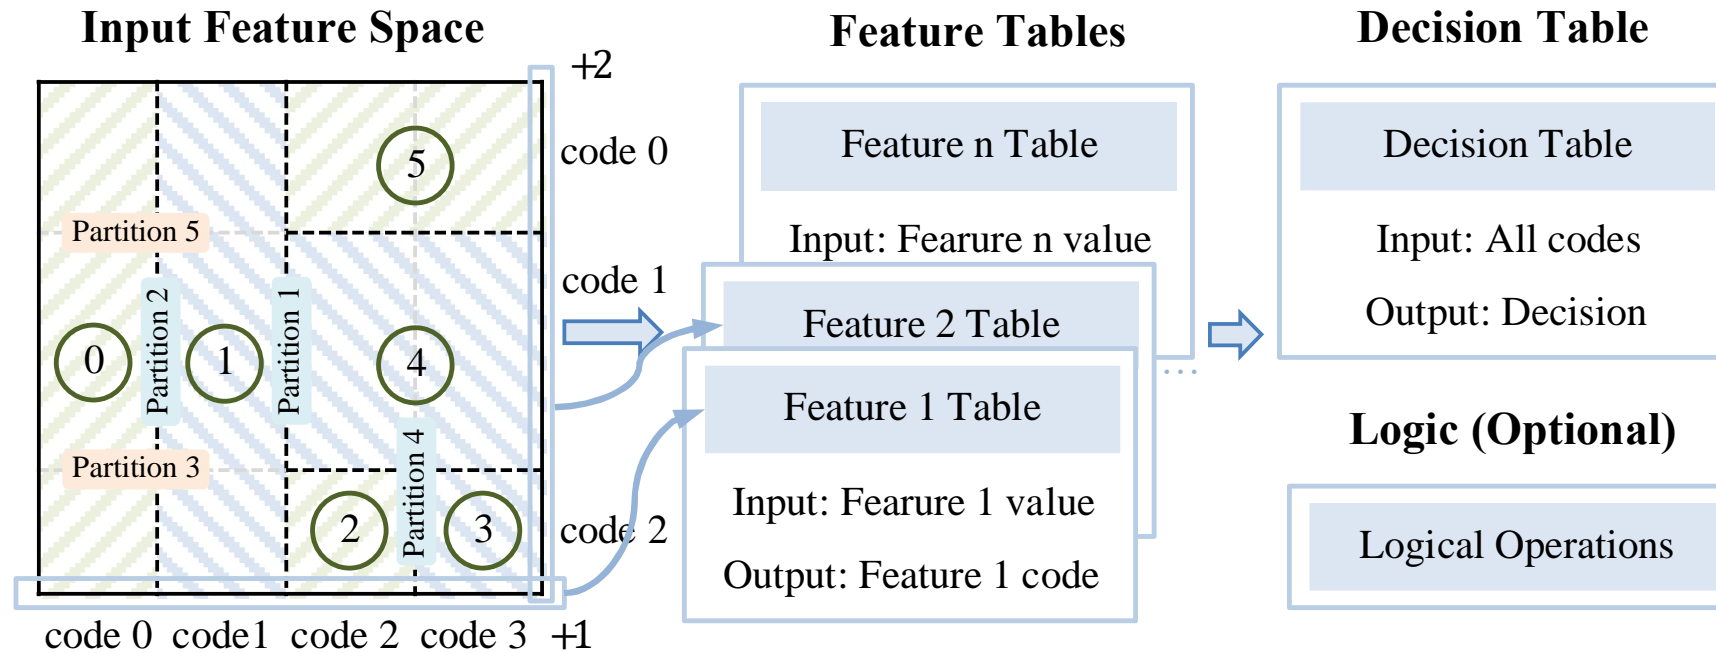 Input Feature Space
+2
code 0
code 1
code 2
5
Partition 5
Partition 2
Partition 1
0
1
4
Partition 3
Partition 4
2
3
code 0
code1
code 2
code 3
+1
Feature Tables
Feature n Table
Input: Fearure n value
Feature 2 Table
Feature 1 Table
Input: Fearure 1 value
Output: Feature 1 code
...
Decision Table
Decision Table
Input: All codes
Output: Decision
Logic (Optional)
Logical Operations